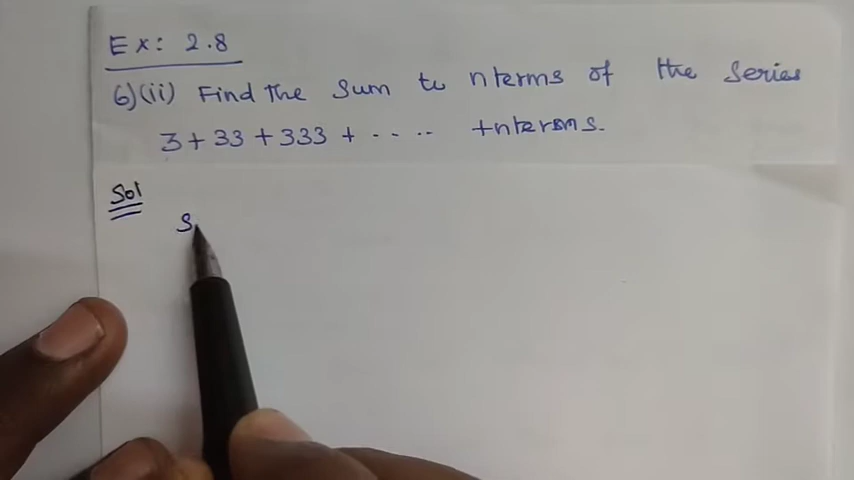 Ex: 2.8
6)(ii) Find the sum to n terms of the series
3 + 33 + 333 + ..... + n terms.
Sol
S